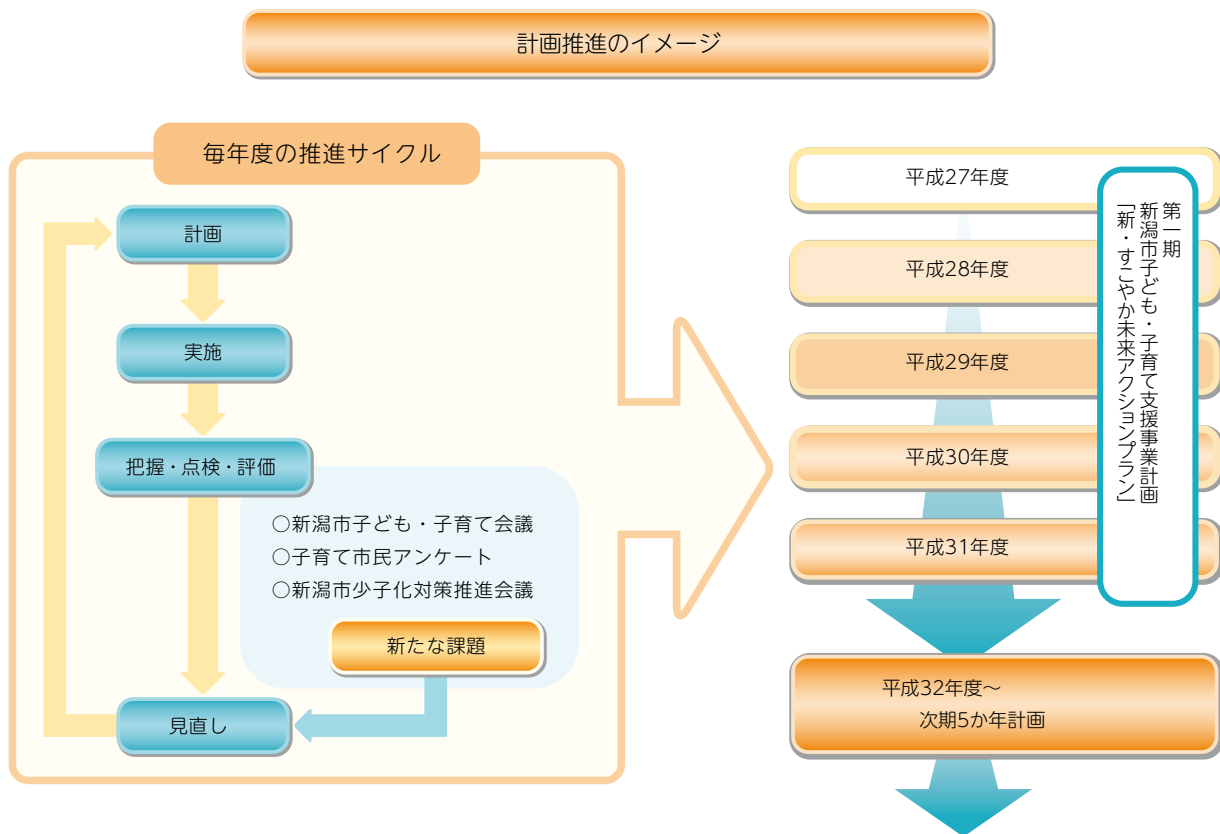 計画推進のイメージ
毎年度の推進サイクル
計画
実施
把握・点検・評価
○新潟市子ども・子育て会議
○子育て市民アンケート
○新潟市少子化対策推進会議
新たな課題
見直し
平成27年度
平成28年度
平成29年度
平成30年度
平成31年度
第一期
新潟市子ども・子育て支援事業計画
「新・すこやか未来アクションプラン」
平成32年度～
次期5か年計画